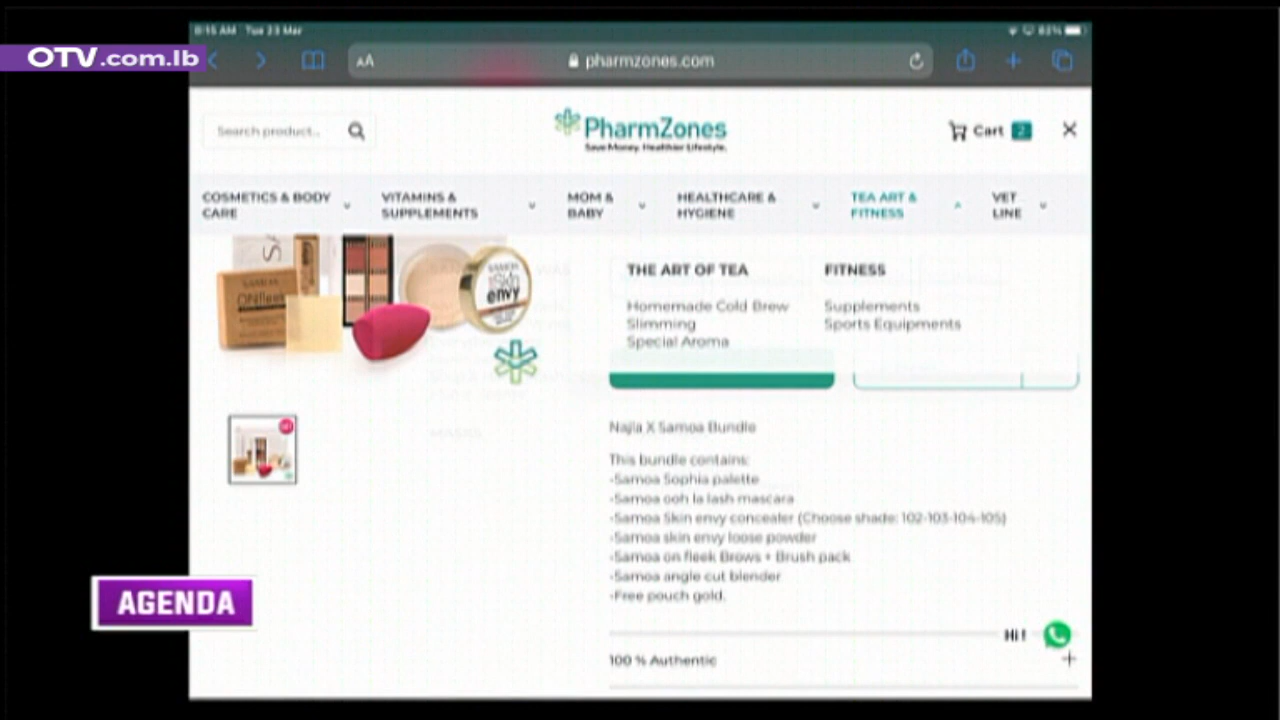 8:15 AM Tue 23 Mar
83%
OTV.com.lb
AA
pharmzones.com
Search product..
PharmZones
Save Money. Healthier Lifestyle.
Cart 2
COSMETICS & BODY CARE
VITAMINS & SUPPLEMENTS
MOM & BABY
HEALTHCARE & HYGIENE
TEA ART & FITNESS
VET LINE
ONfleek
Skin
envy
THE ART OF TEA
Homemade Cold Brew
Slimming
Special Aroma
FITNESS
Supplements
Sports Equipments
Najla X Samoa Bundle
This bundle contains:
-Samoa Sophia palette
-Samoa ooh la lash mascara
-Samoa Skin envy concealer (Choose shade: 102-103-104-105)
-Samoa skin envy loose powder
-Samoa on fleek Brows + Brush pack
-Samoa angle cut blender
-Free pouch gold.
AGENDA
Hi !
100 % Authentic